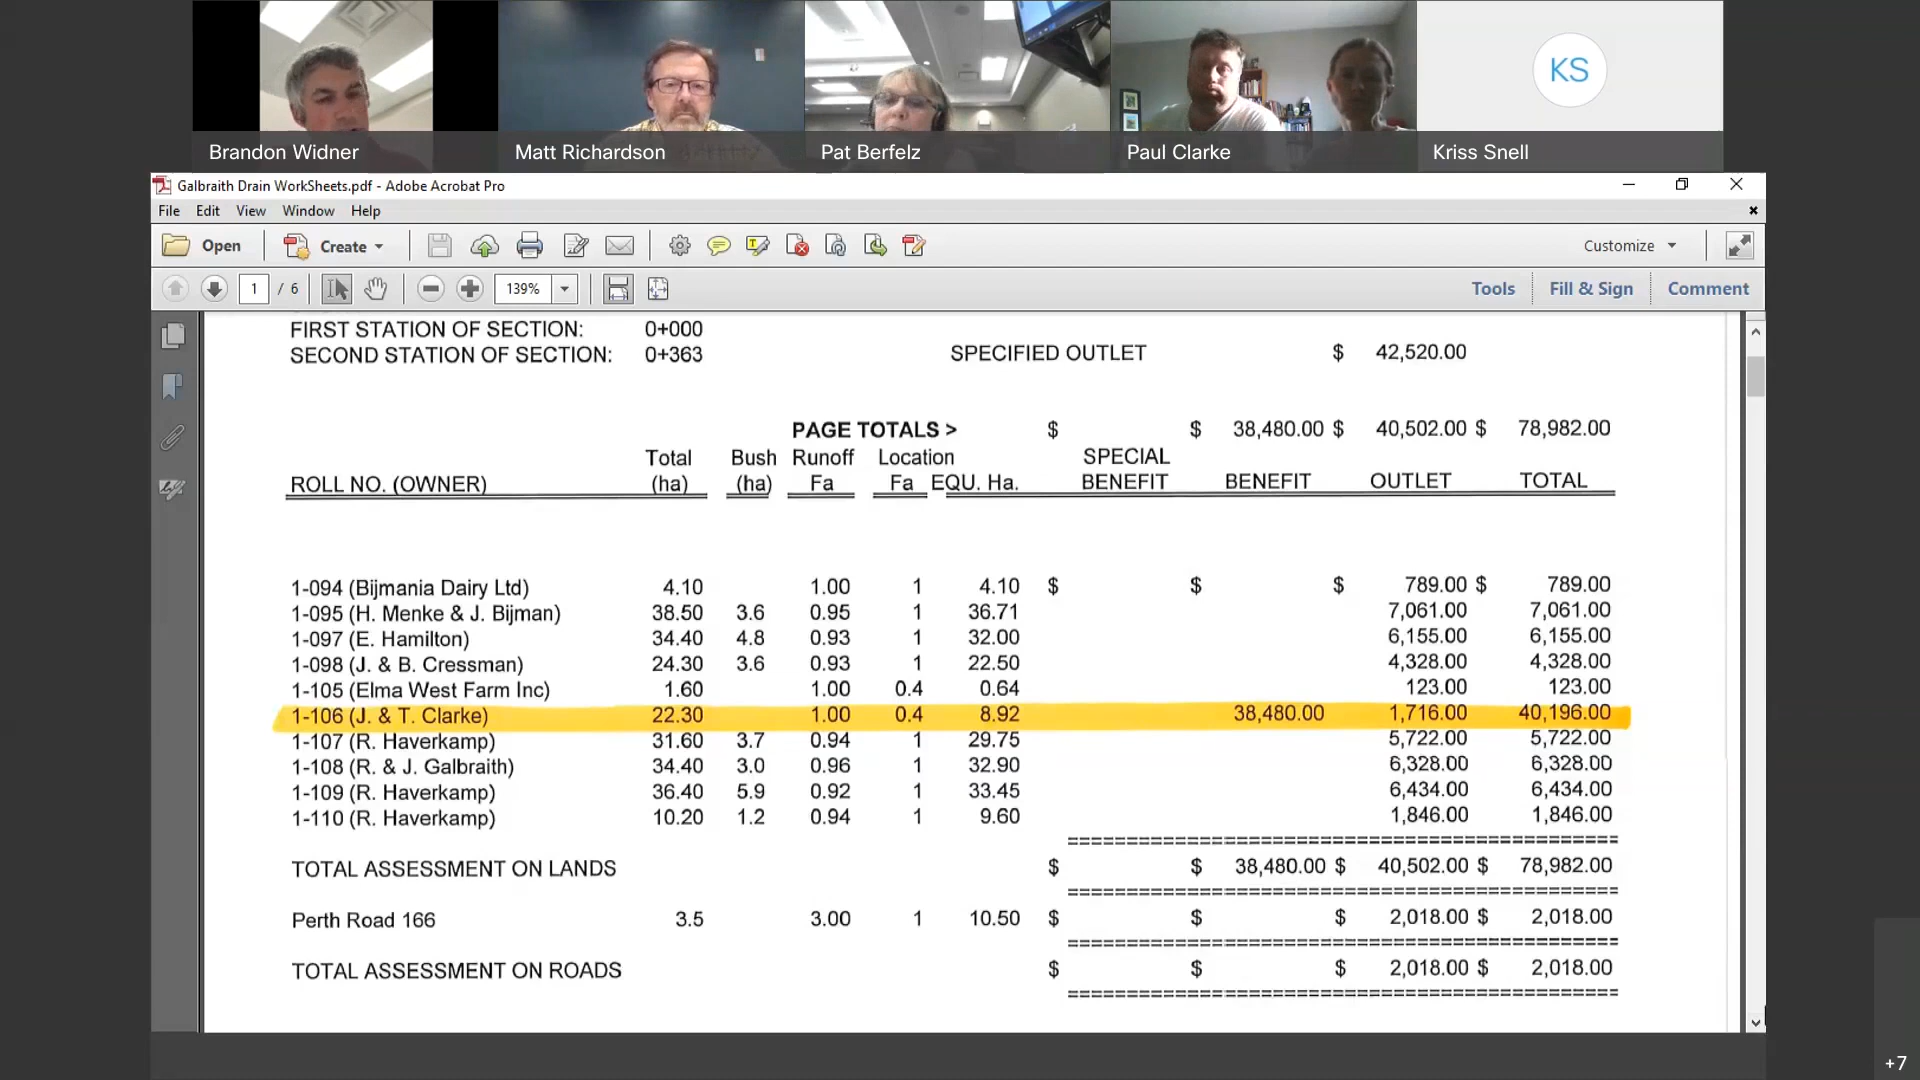 Brandon Widner
Matt Richardson
Pat Berfelz
Paul Clarke
KS
Kriss Snell
Galbraith Drain WorkSheets.pdf - Adobe Acrobat Pro
File Edit View Window Help
Open Create Customize
1 / 6 139% Tools Fill & Sign Comment
FIRST STATION OF SECTION: 0+000
SECOND STATION OF SECTION: 0+363 SPECIFIED OUTLET $ 42,520.00
PAGE TOTALS > $ $ 38,480.00 $ 40,502.00 $ 78,982.00
Total Bush Runoff Location SPECIAL
ROLL NO. (OWNER) (ha) (ha) Fa Fa EQU. Ha. BENEFIT BENEFIT OUTLET TOTAL
1-094 (Bijmania Dairy Ltd) 4.10 1.00 1 4.10 $ $ $ 789.00 $ 789.00
1-095 (H. Menke & J. Bijman) 38.50 3.6 0.95 1 36.71 7,061.00 7,061.00
1-097 (E. Hamilton) 34.40 4.8 0.93 1 32.00 6,155.00 6,155.00
1-098 (J. & B. Cressman) 24.30 3.6 0.93 1 22.50 4,328.00 4,328.00
1-105 (Elma West Farm Inc) 1.60 1.00 0.4 0.64 123.00 123.00
1-106 (J. & T. Clarke) 22.30 1.00 0.4 8.92 38,480.00 1,716.00 40,196.00
1-107 (R. Haverkamp) 31.60 3.7 0.94 1 29.75 5,722.00 5,722.00
1-108 (R. & J. Galbraith) 34.40 3.0 0.96 1 32.90 6,328.00 6,328.00
1-109 (R. Haverkamp) 36.40 5.9 0.92 1 33.45 6,434.00 6,434.00
1-110 (R. Haverkamp) 10.20 1.2 0.94 1 9.60 1,846.00 1,846.00
TOTAL ASSESSMENT ON LANDS $ $ 38,480.00 $ 40,502.00 $ 78,982.00
Perth Road 166 3.5 3.00 1 10.50 $ $ $ 2,018.00 $ 2,018.00
TOTAL ASSESSMENT ON ROADS $ $ $ 2,018.00 $ 2,018.00
+7